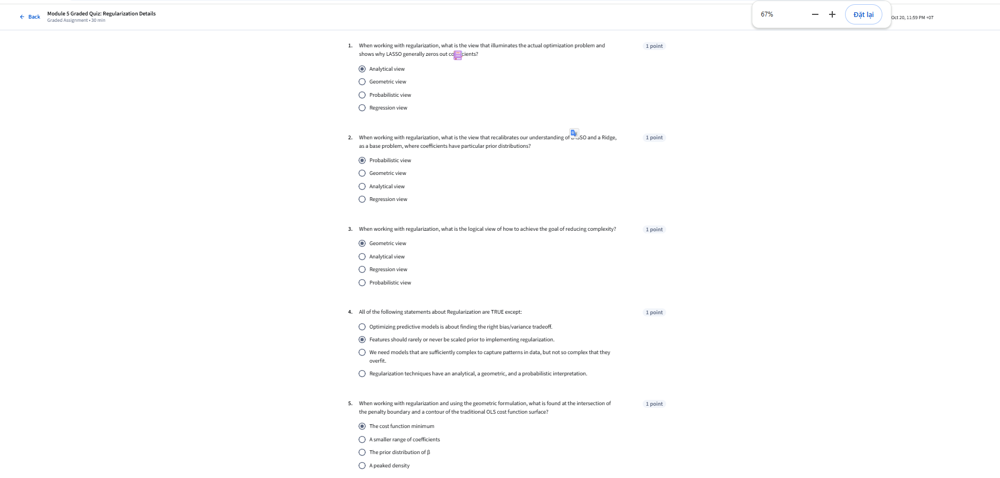 Back
Module 5 Graded Quiz: Regularization Details
Graded Assignment • 30 min
67%
Đặt lại
Oct 20, 11:59 PM +07
1. When working with regularization, what is the view that illuminates the actual optimization problem and
shows why LASSO generally zeros out co cients?
1 point
Analytical view
Geometric view
Probabilistic view
Regression view
2. When working with regularization, what is the view that recalibrates our understanding of L SO and a Ridge,
as a base problem, where coefficients have particular prior distributions?
1 point
Probabilistic view
Geometric view
Analytical view
Regression view
3. When working with regularization, what is the logical view of how to achieve the goal of reducing complexity?
1 point
Geometric view
Analytical view
Regression view
Probabilistic view
4. All of the following statements about Regularization are TRUE except:
1 point
Optimizing predictive models is about finding the right bias/variance tradeoff.
Features should rarely or never be scaled prior to implementing regularization.
We need models that are sufficiently complex to capture patterns in data, but not so complex that they
overfit.
Regularization techniques have an analytical, a geometric, and a probabilistic interpretation.
5. When working with regularization and using the geometric formulation, what is found at the intersection of
the penalty boundary and a contour of the traditional OLS cost function surface?
1 point
The cost function minimum
A smaller range of coefficients
The prior distribution of β
A peaked density